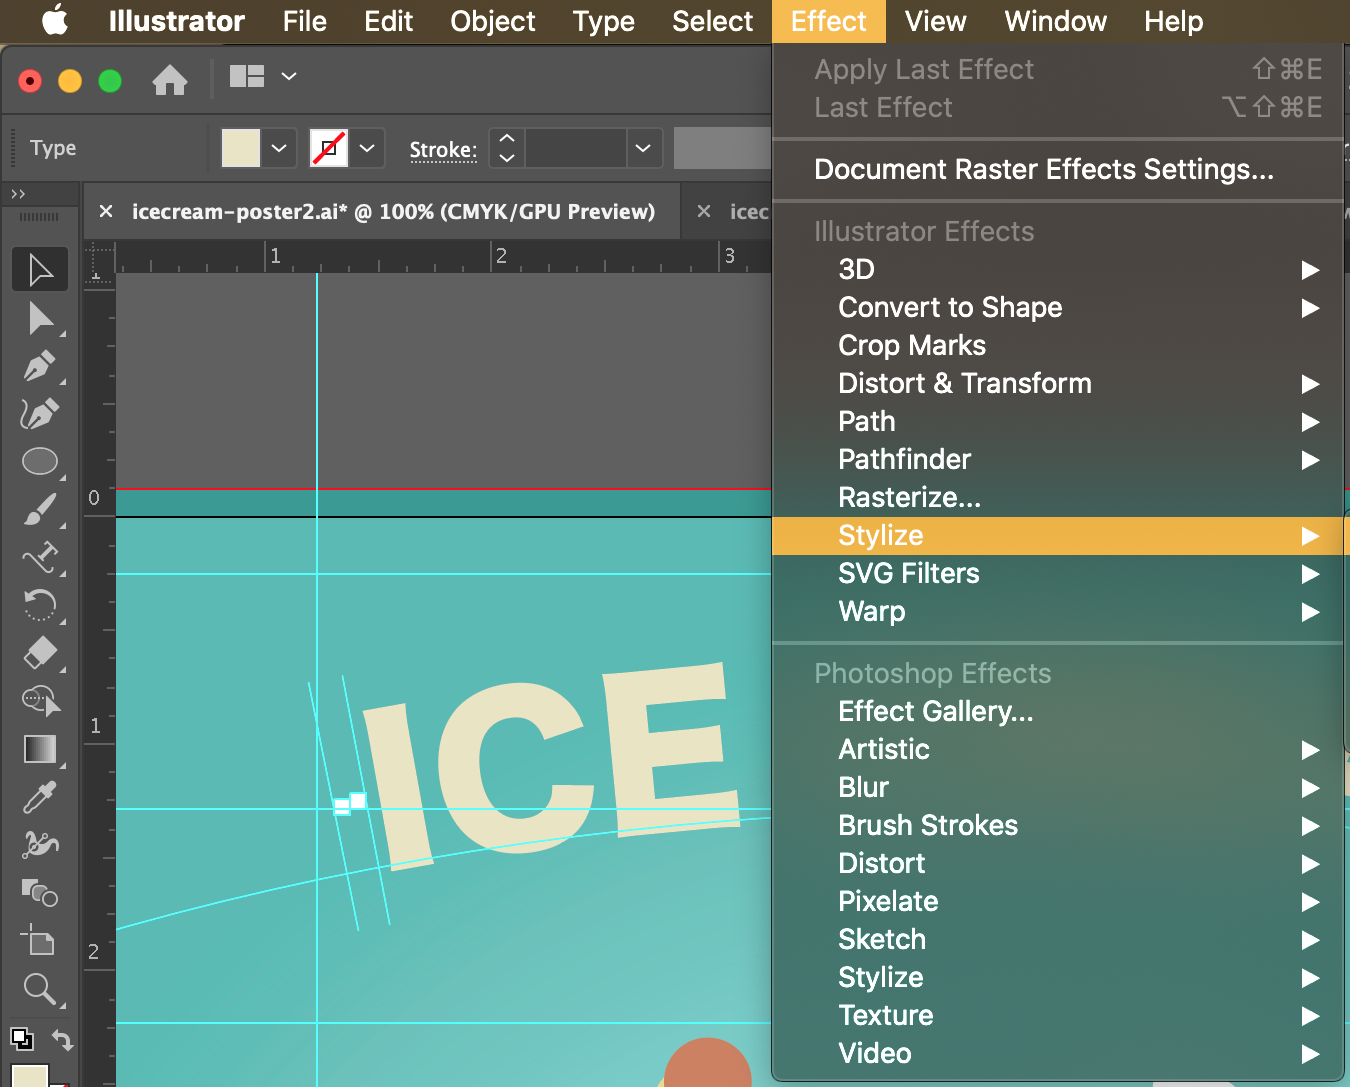 Illustrator File Edit Object Type Select Effect View Window Help
Apply Last Effect ⇧⌘E
Last Effect ⌥⇧⌘E
Type Stroke:
Document Raster Effects Settings...
× icecream-poster2.ai* @ 100% (CMYK/GPU Preview) × icec
Illustrator Effects
1 2 3
1
3D
Convert to Shape
Crop Marks
Distort & Transform
Path
Pathfinder
0
Rasterize...
Stylize
SVG Filters
Warp
Photoshop Effects
Effect Gallery...
1
ICE
Artistic
Blur
Brush Strokes
Distort
Pixelate
Sketch
2
Stylize
Texture
Video